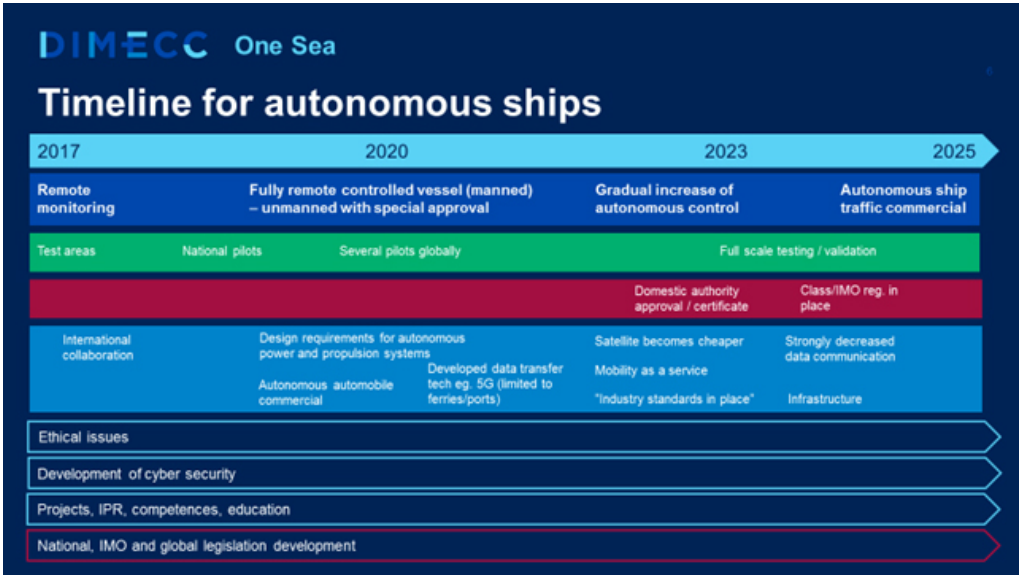 DIMECC One Sea
Timeline for autonomous ships
2017 2020 2023 2025
Remote
monitoring
Fully remote controlled vessel (manned)
– unmanned with special approval
Gradual increase of
autonomous control
Autonomous ship
traffic commercial
Test areas National pilots Several pilots globally Full scale testing / validation
Domestic authority
approval / certificate
Class/IMO reg. in
place
International
collaboration
Design requirements for autonomous
power and propulsion systems
Autonomous automobile
commercial
Developed data transfer
tech eg. 5G (limited to
ferries/ports)
Satellite becomes cheaper
Mobility as a service
"Industry standards in place"
Strongly decreased
data communication
Infrastructure
Ethical issues
Development of cyber security
Projects, IPR, competences, education
National, IMO and global legislation development